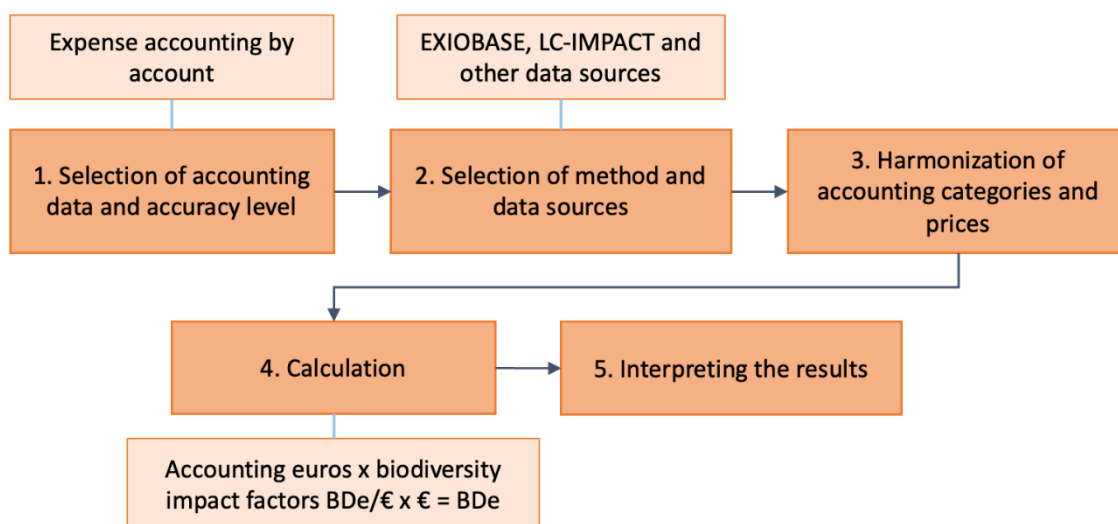 Expense accounting by
account
EXIOBASE, LC-IMPACT and
other data sources
1. Selection of accounting
data and accuracy level
2. Selection of method and
data sources
3. Harmonization of
accounting categories and
prices
4. Calculation
5. Interpreting the results
Accounting euros x biodiversity
impact factors BDe/€ x € = BDe